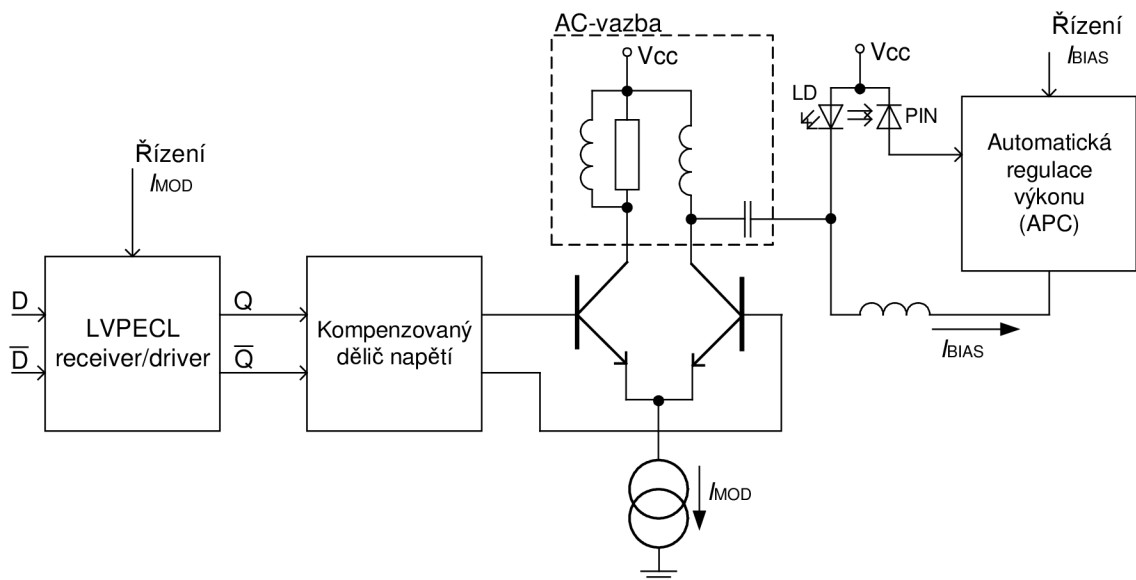 AC-vazba
Vcc
Řízení
IBIAS
Vcc
LD
PIN
Automatická
regulace
výkonu
(APC)
Řízení
IMOD
D
D̅
LVPECL
receiver/driver
Q
Q̅
Kompenzovaný
dělič napětí
IBIAS
IMOD